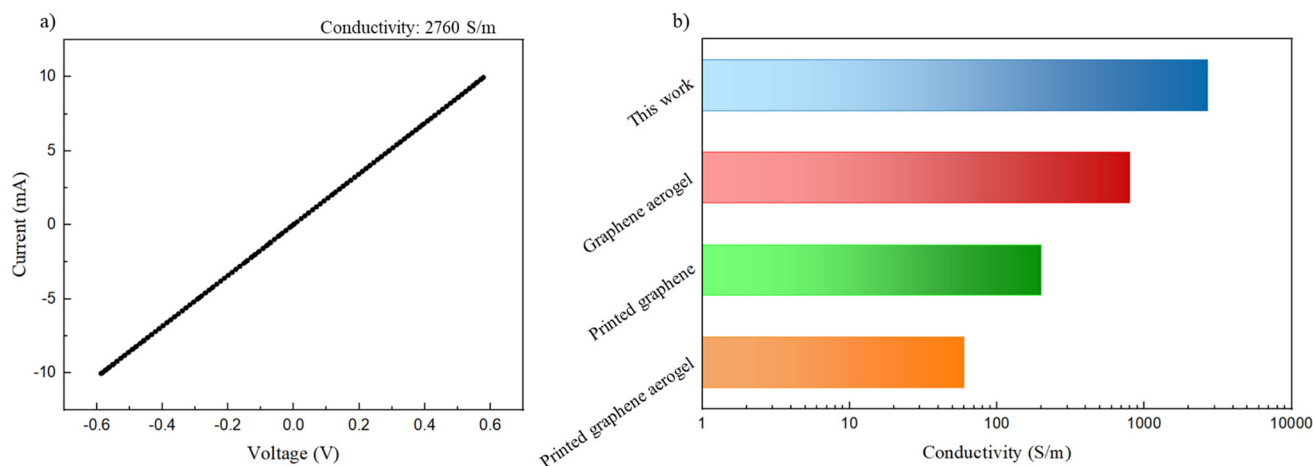 a)
Conductivity: 2760 S/m
10
5
0
-5
-10
Current (mA)
-0.6 -0.4 -0.2 0.0 0.2 0.4 0.6
Voltage (V)
b)
This work
Graphene aerogel
Printed graphene
Printed graphene aerogel
1 10 100 1000 10000
Conductivity (S/m)